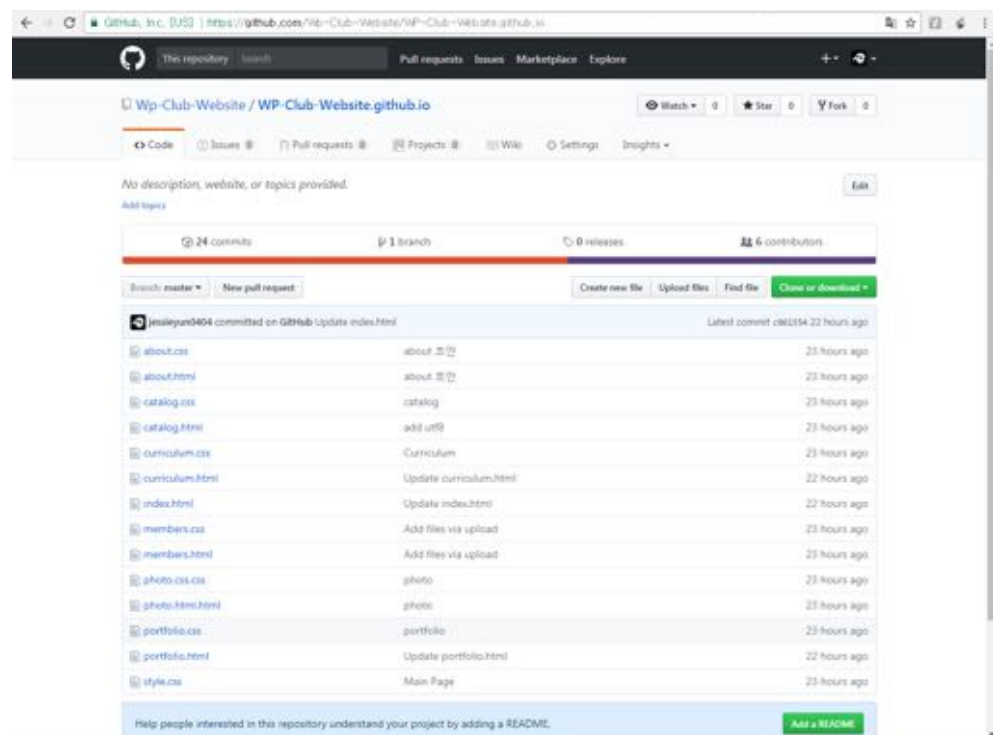 GitHub, Inc. [US] | https://github.com/Wp-Club-Website/WP-Club-Website.github.io
This repository Search Pull requests Issues Marketplace Explore
Wp-Club-Website / WP-Club-Website.github.io Watch 0 Star 0 Fork 0
Code Issues 0 Pull requests 0 Projects 0 Wiki Settings Insights
No description, website, or topics provided. Edit
Add topics
24 commits 1 branch 0 releases 6 contributors
Branch: master New pull request Create new file Upload files Find file Clone or download
jessieyun0404 committed on GitHub Update index.html Latest commit 22 hours ago
about.css about 초안 23 hours ago
about.html about 초안 23 hours ago
catalog.css catalog 23 hours ago
catalog.html add utf8 23 hours ago
curriculum.css Curriculum 23 hours ago
curriculum.html Update curriculum.html 22 hours ago
index.html Update index.html 22 hours ago
members.css Add files via upload 23 hours ago
members.html Add files via upload 23 hours ago
photo.css.css photo 23 hours ago
photo.html.html photo 23 hours ago
portfolio.css portfolio 23 hours ago
portfolio.html Update portfolio.html 22 hours ago
style.css Main Page 23 hours ago
Help people interested in this repository understand your project by adding a README. Add a README